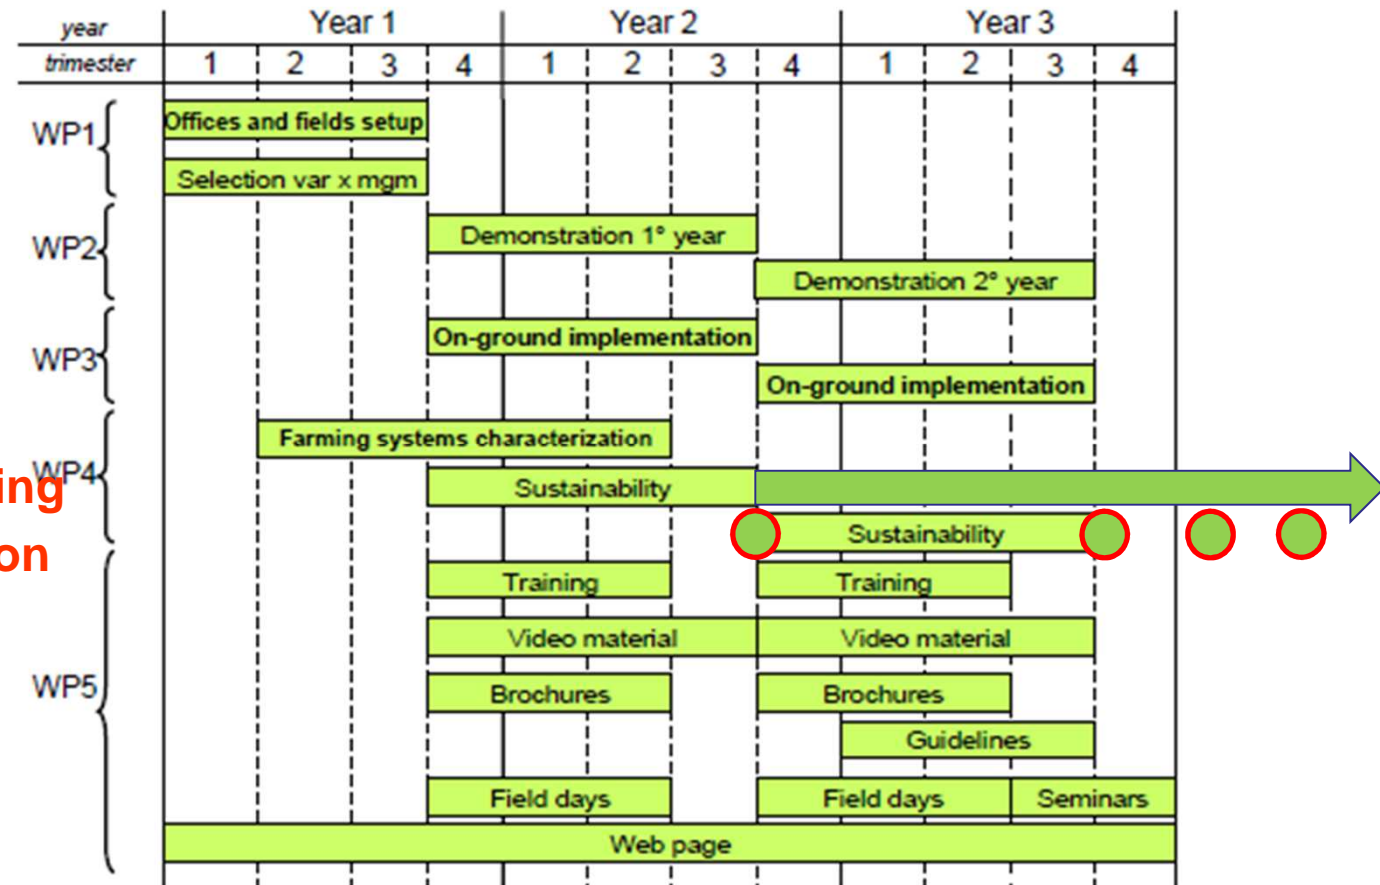 year Year 1 Year 2 Year 3
trimester 1 2 3 4 1 2 3 4 1 2 3 4
WP1
Offices and fields setup
Selection var x mgm
WP2
Demonstration 1° year
Demonstration 2° year
WP3
On-ground implementation
On-ground implementation
WP4
Farming systems characterization
ing
Sustainability
Sustainability
on
WP5
Training Training
Video material Video material
Brochures Brochures
Guidelines
Field days Field days Seminars
Web page